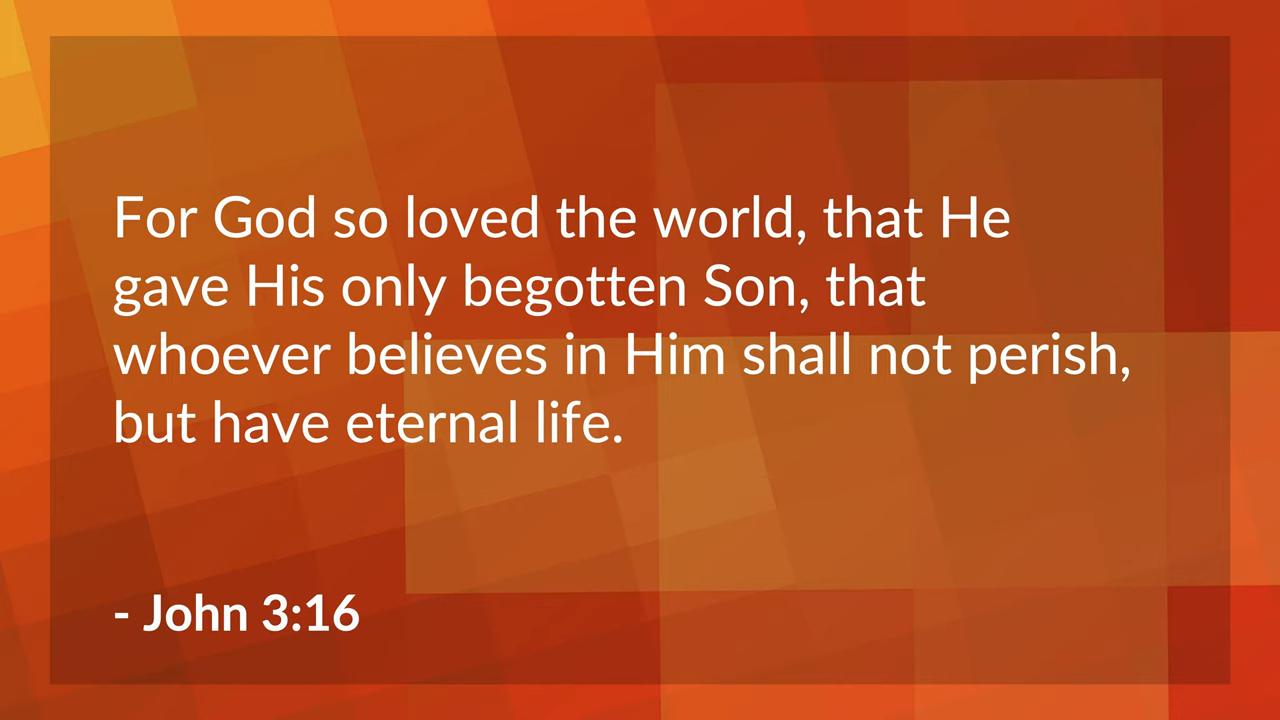 For God so loved the world, that He
gave His only begotten Son, that
whoever believes in Him shall not perish,
but have eternal life.
- John 3:16